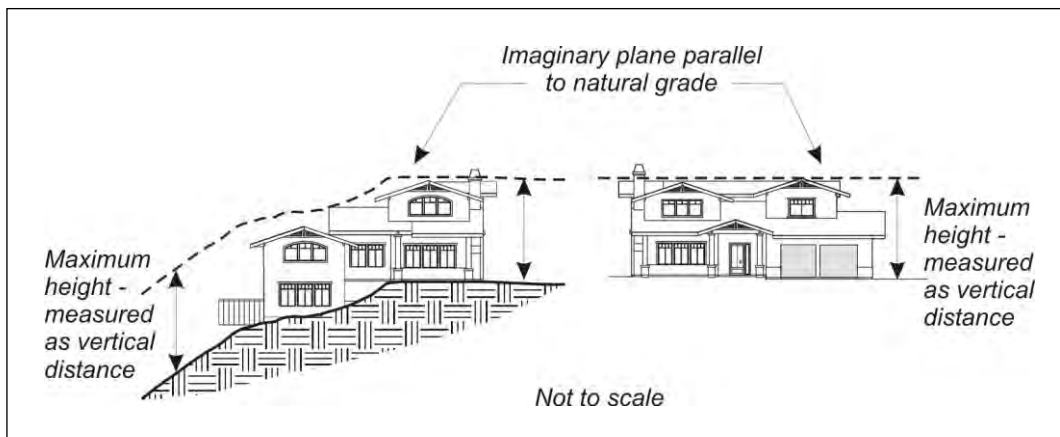 Imaginary plane parallel
to natural grade
Maximum
height -
measured
as vertical
distance
Maximum
height -
measured
as vertical
distance
Not to scale